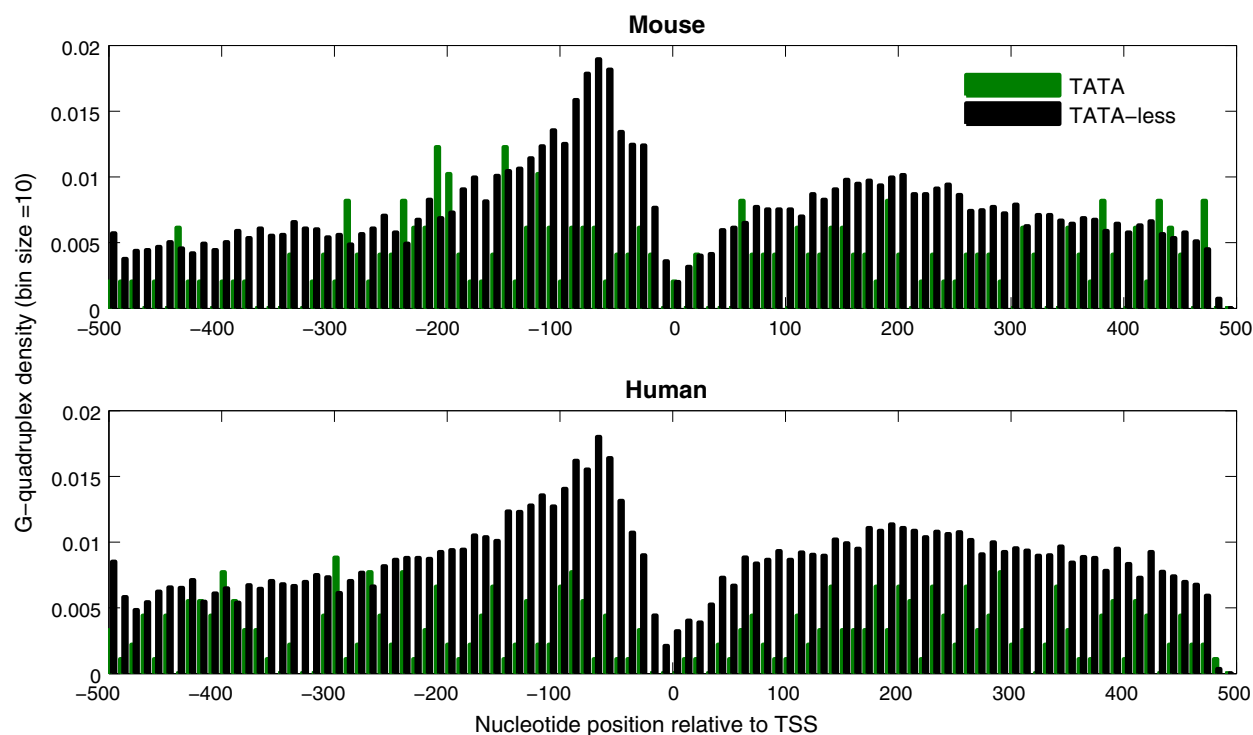 Mouse
0.02
0.015
0.01
0.005
0
−500 −400 −300 −200 −100 0 100 200 300 400 500
TATA
TATA−less
G−quadruplex density (bin size =10)
Human
0.02
0.015
0.01
0.005
0
−500 −400 −300 −200 −100 0 100 200 300 400 500
Nucleotide position relative to TSS